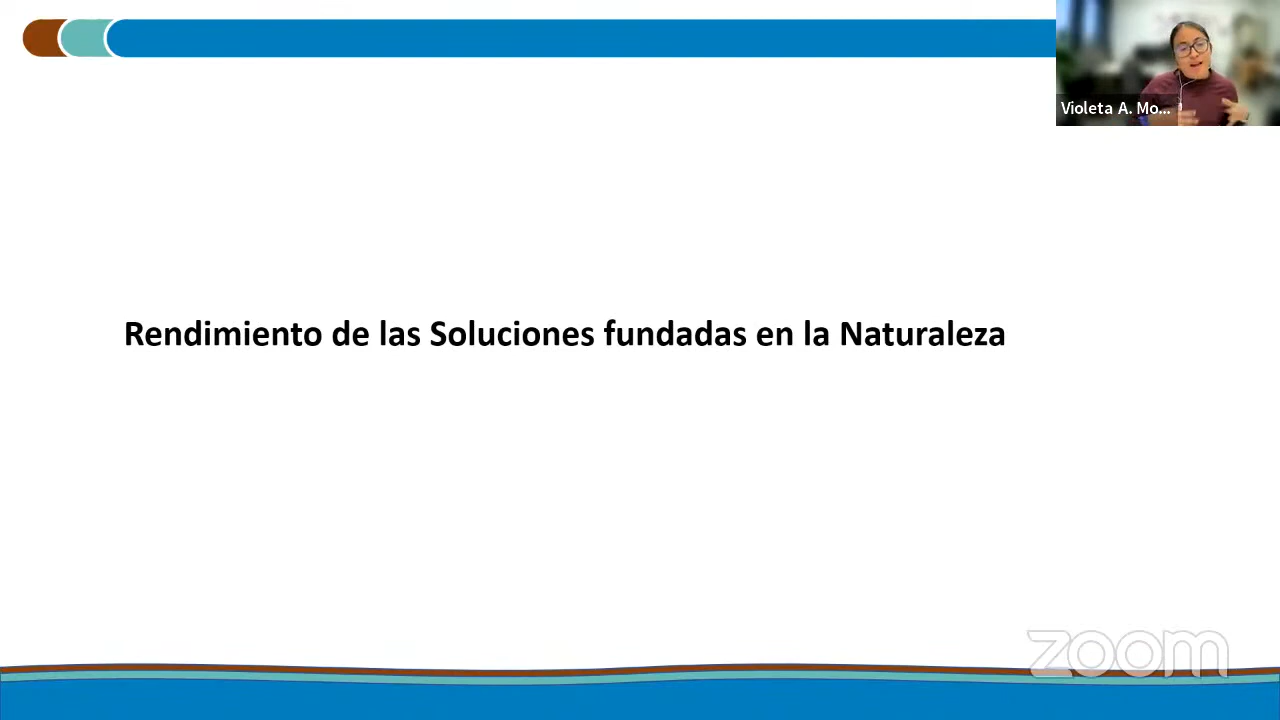 Violeta A. Mo...
Rendimiento de las Soluciones fundadas en la Naturaleza
zoom